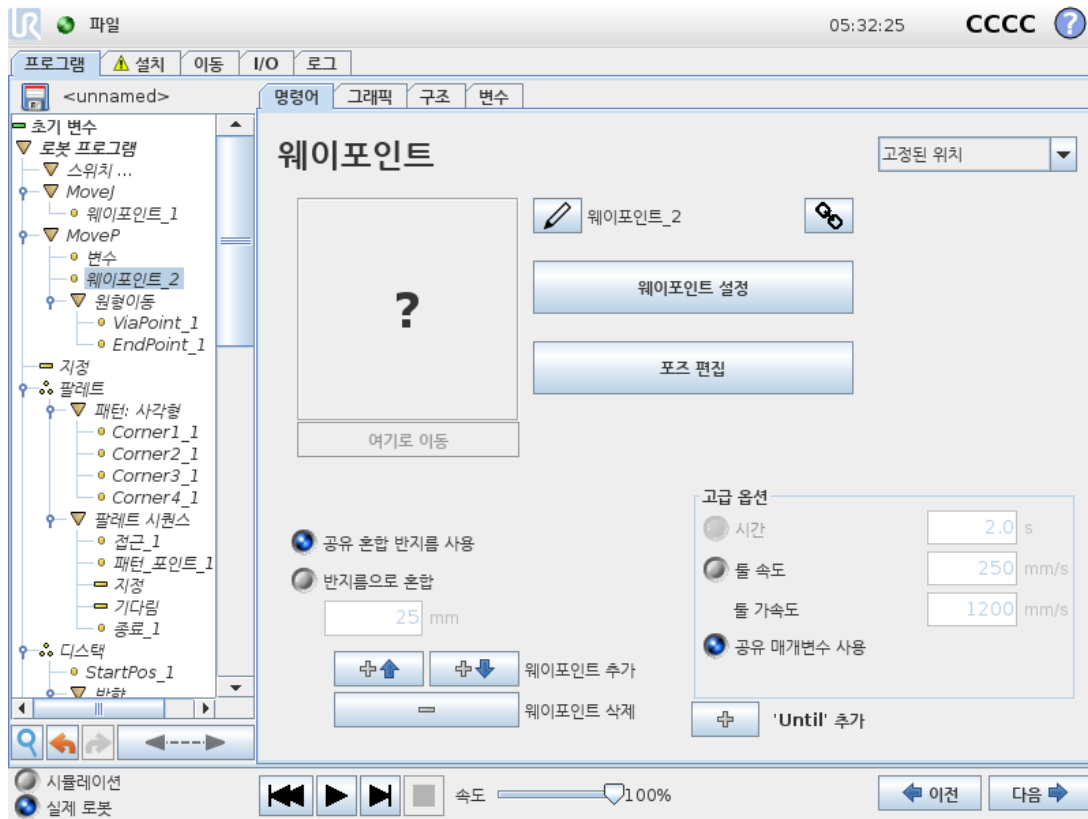 UR 파일 05:32:25 CCCC ?
프로그램 설치 이동 I/O 로그
<unnamed> 명령어 그래픽 구조 변수
초기 변수
로봇 프로그램
스위치 ...
MoveJ
웨이포인트_1
MoveP
변수
웨이포인트_2
원형이동
ViaPoint_1
EndPoint_1
지정
팔레트
패턴: 사각형
Corner1_1
Corner2_1
Corner3_1
Corner4_1
팔레트 시퀀스
접근_1
패턴_포인트_1
지정
기다림
종료_1
디스택
StartPos_1
방향
웨이포인트
고정된 위치
웨이포인트_2
?
웨이포인트 설정
포즈 편집
여기로 이동
공유 혼합 반지름 사용
반지름으로 혼합
25 mm
웨이포인트 추가
웨이포인트 삭제
고급 옵션
시간 2.0 s
툴 속도 250 mm/s
툴 가속도 1200 mm/s
공유 매개변수 사용
'Until' 추가
시뮬레이션
실제 로봇
속도 100%
이전 다음